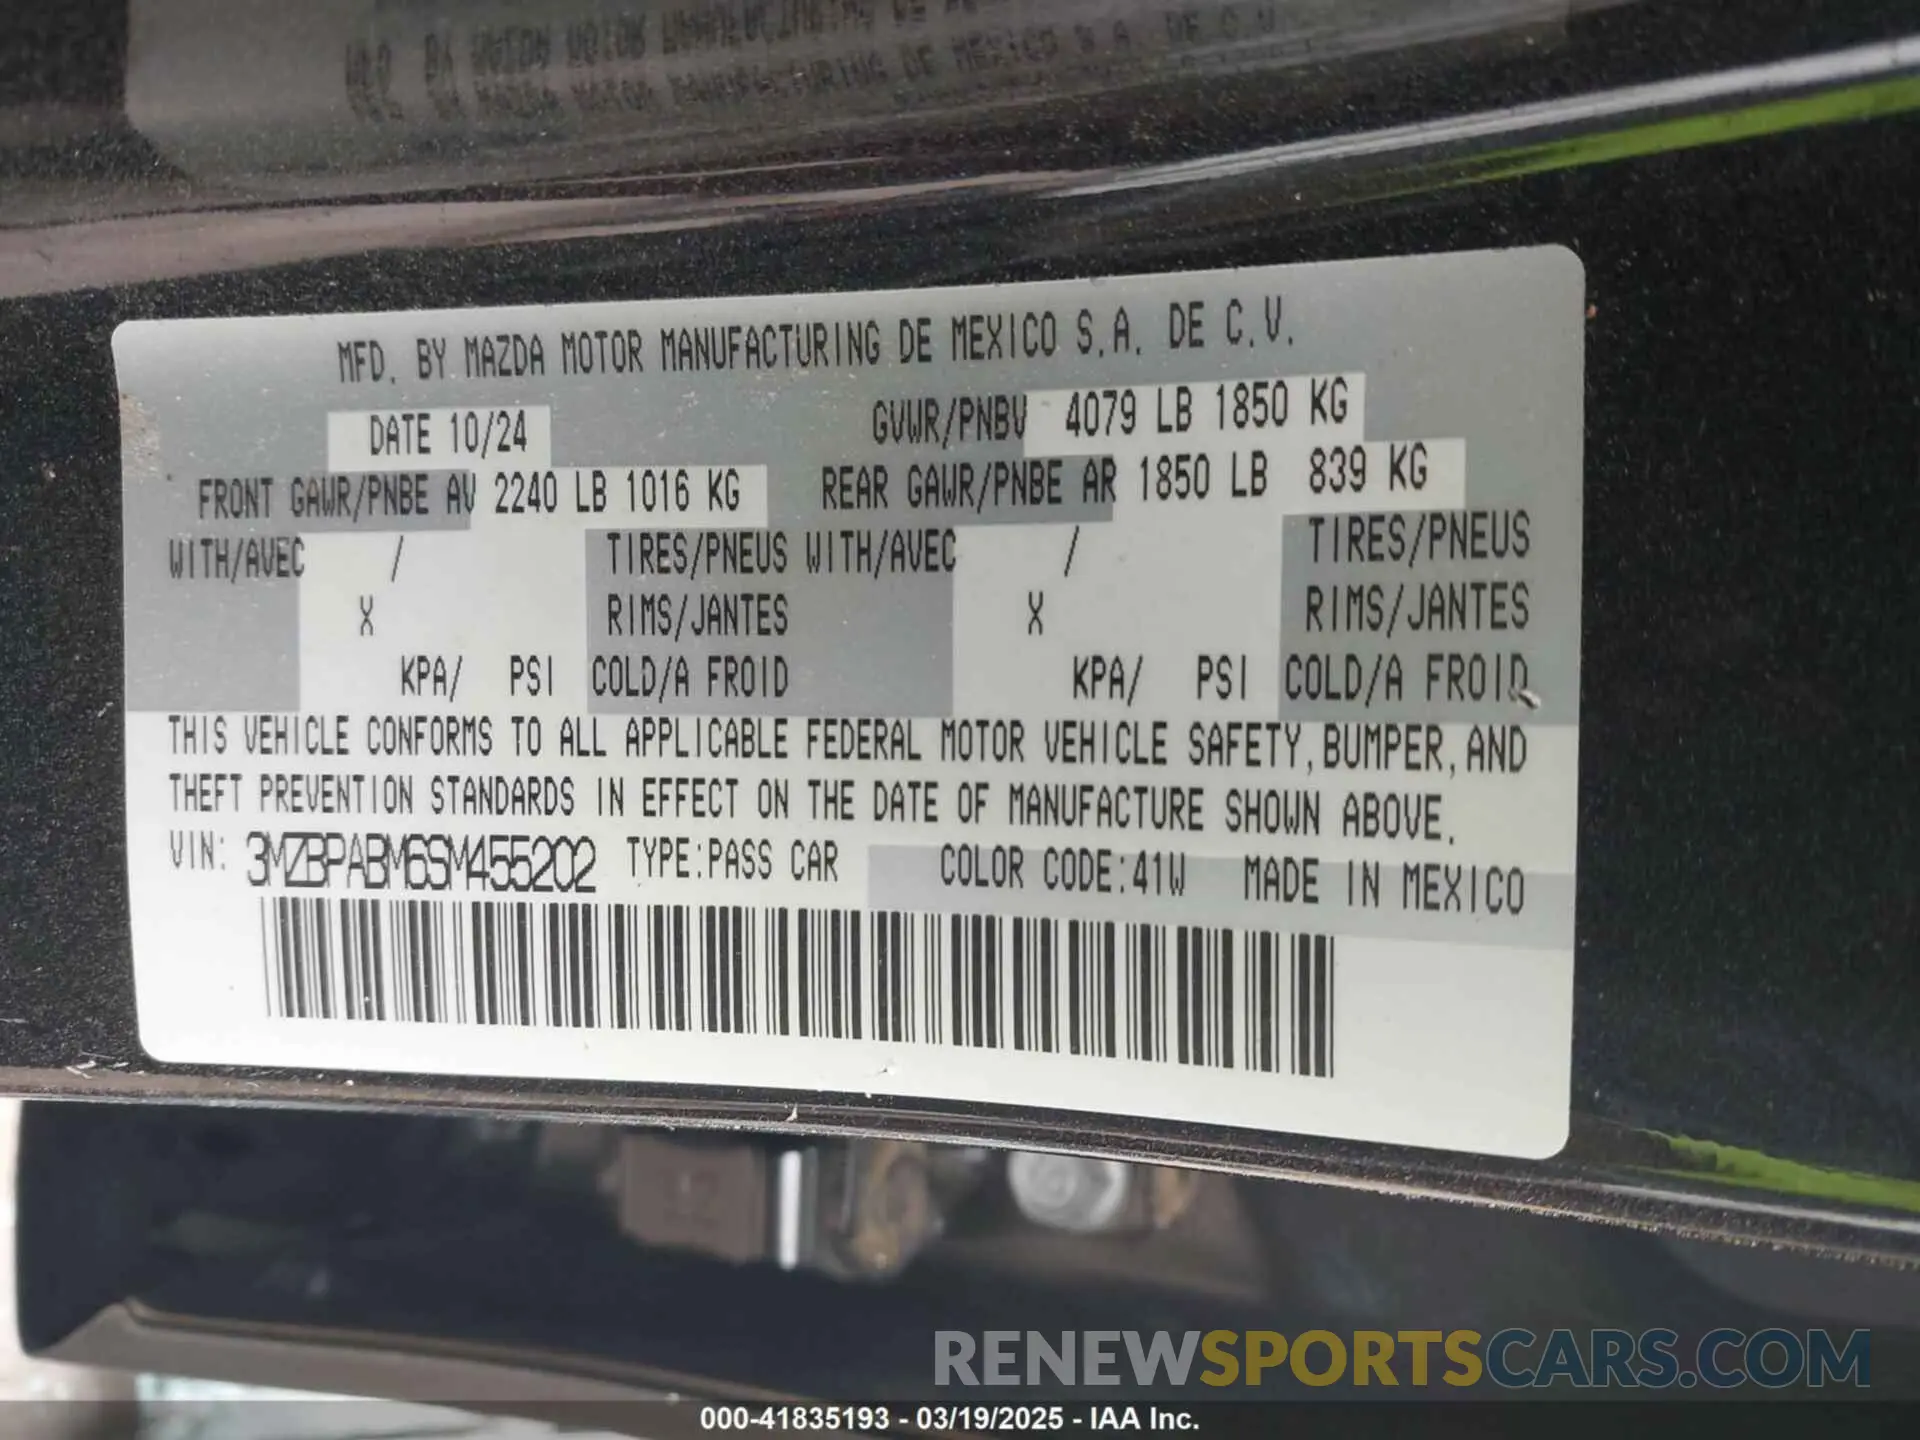 MFD. BY MAZDA MOTOR MANUFACTURING DE MEXICO S.A. DE C.V.
DATE 10/24 GVWR/PNBV 4079 LB 1850 KG
FRONT GAWR/PNBE AV 2240 LB 1016 KG REAR GAWR/PNBE AR 1850 LB 839 KG
WITH/AVEC / TIRES/PNEUS WITH/AVEC / TIRES/PNEUS
X RIMS/JANTES X RIMS/JANTES
KPA/ PSI COLD/A FROID KPA/ PSI COLD/A FROID
THIS VEHICLE CONFORMS TO ALL APPLICABLE FEDERAL MOTOR VEHICLE SAFETY, BUMPER, AND
THEFT PREVENTION STANDARDS IN EFFECT ON THE DATE OF MANUFACTURE SHOWN ABOVE.
VIN: 3MZBPABM6SM455202 TYPE:PASS CAR COLOR CODE:41W MADE IN MEXICO
RENEWSPORTSCARS.COM
000-41835193 - 03/19/2025 - IAA Inc.